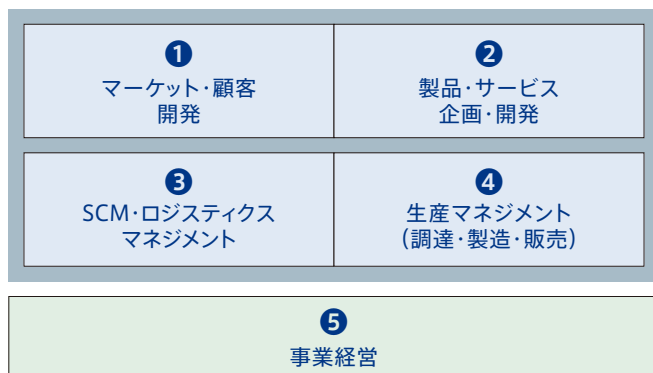 ❶
マーケット・顧客
開発
❷
製品・サービス
企画・開発
❸
SCM・ロジスティクス
マネジメント
❹
生産マネジメント
(調達・製造・販売)
❺
事業経営